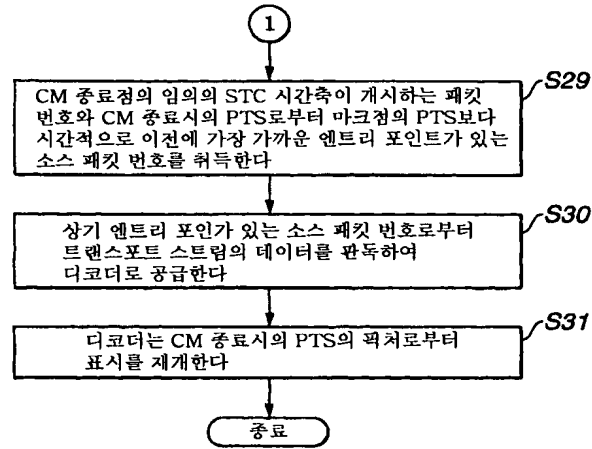 1
S29
CM 종료점의 임의의 STC 시간축이 개시하는 패킷
번호와 CM 종료시의 PTS로부터 마크점의 PTS보다
시간적으로 이전에 가장 가까운 엔트리 포인트가 있는
소스 패킷 번호를 취득한다
S30
상기 엔트리 포인가 있는 소스 패킷 번호로부터
트랜스포트 스트림의 데이터를 판독하여
디코더로 공급한다
S31
디코더는 CM 종료시의 PTS의 픽처로부터
표시를 재개한다
종료